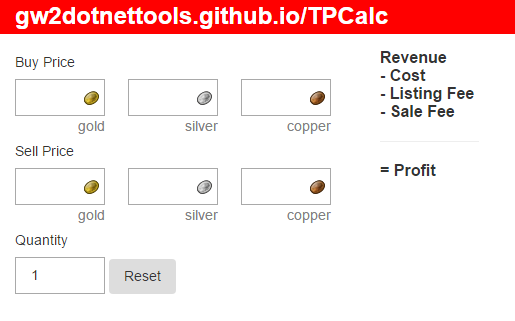 gw2dotnettools.github.io/TPCalc
Buy Price
gold silver copper
Sell Price
gold silver copper
Quantity
1 Reset
Revenue
- Cost
- Listing Fee
- Sale Fee
= Profit